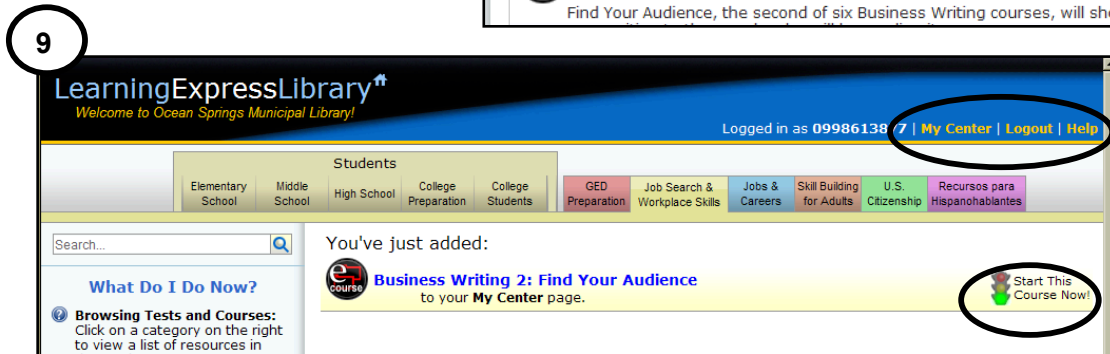 Find Your Audience, the second of six Business Writing courses, will
9
LearningExpressLibrary
Welcome to Ocean Springs Municipal Library!
Logged in as | My Center | Logout | Help
Students
Elementary School
Middle School
High School
College Preparation
College Students
GED Preparation
Job Search & Workplace Skills
Jobs & Careers
Skill Building for Adults
U.S. Citizenship
Recursos para Hispanohablantes
Search...
You've just added:
e course
Business Writing 2: Find Your Audience
to your My Center page.
Start This
Course Now!
What Do I Do Now?
Browsing Tests and Courses:
Click on a category on the right
to view a list of resources in